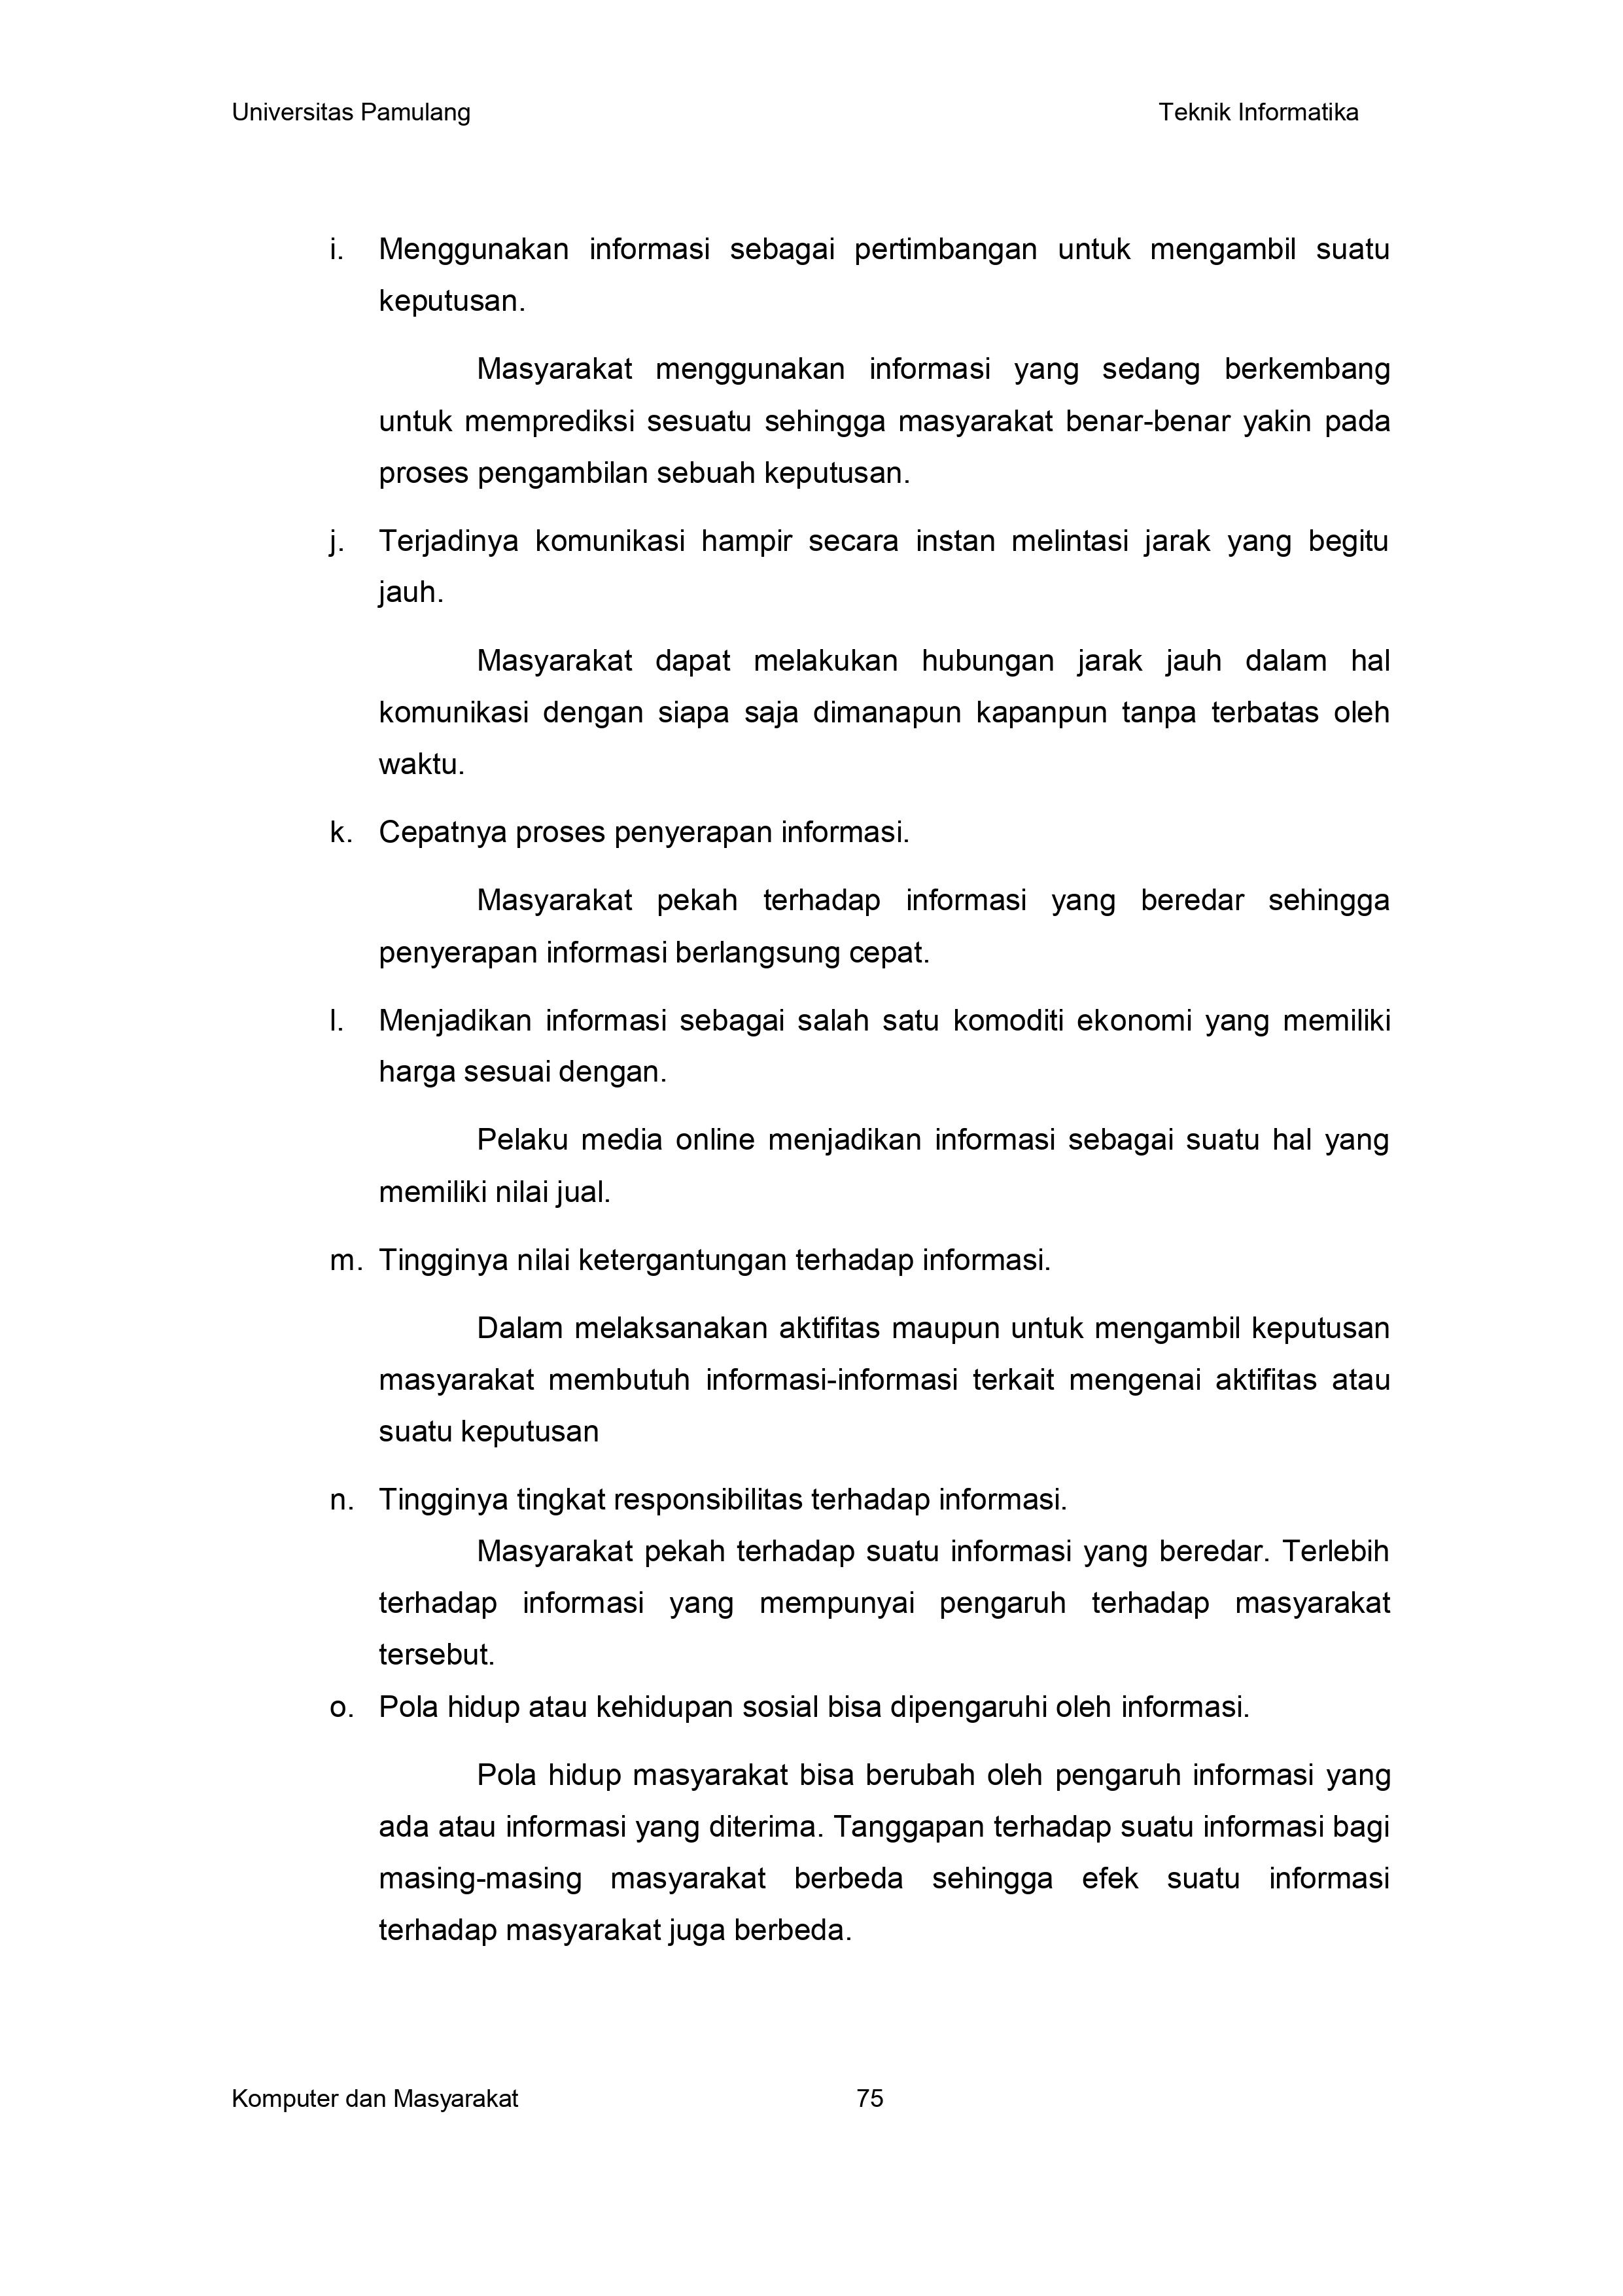 Universitas Pamulang Teknik Informatika
i. Menggunakan informasi sebagai pertimbangan untuk mengambil suatu
keputusan.
Masyarakat menggunakan informasi yang sedang berkembang
untuk memprediksi sesuatu sehingga masyarakat benar-benar yakin pada
proses pengambilan sebuah keputusan.
j. Terjadinya komunikasi hampir secara instan melintasi jarak yang begitu
jauh.
Masyarakat dapat melakukan hubungan jarak jauh dalam hal
komunikasi dengan siapa saja dimanapun kapanpun tanpa terbatas oleh
waktu.
k. Cepatnya proses penyerapan informasi.
Masyarakat pekah terhadap informasi yang beredar sehingga
penyerapan informasi berlangsung cepat.
l. Menjadikan informasi sebagai salah satu komoditi ekonomi yang memiliki
harga sesuai dengan.
Pelaku media online menjadikan informasi sebagai suatu hal yang
memiliki nilai jual.
m. Tingginya nilai ketergantungan terhadap informasi.
Dalam melaksanakan aktifitas maupun untuk mengambil keputusan
masyarakat membutuh informasi-informasi terkait mengenai aktifitas atau
suatu keputusan
n. Tingginya tingkat responsibilitas terhadap informasi.
Masyarakat pekah terhadap suatu informasi yang beredar. Terlebih
terhadap informasi yang mempunyai pengaruh terhadap masyarakat
tersebut.
o. Pola hidup atau kehidupan sosial bisa dipengaruhi oleh informasi.
Pola hidup masyarakat bisa berubah oleh pengaruh informasi yang
ada atau informasi yang diterima. Tanggapan terhadap suatu informasi bagi
masing-masing masyarakat berbeda sehingga efek suatu informasi
terhadap masyarakat juga berbeda.
Komputer dan Masyarakat 75